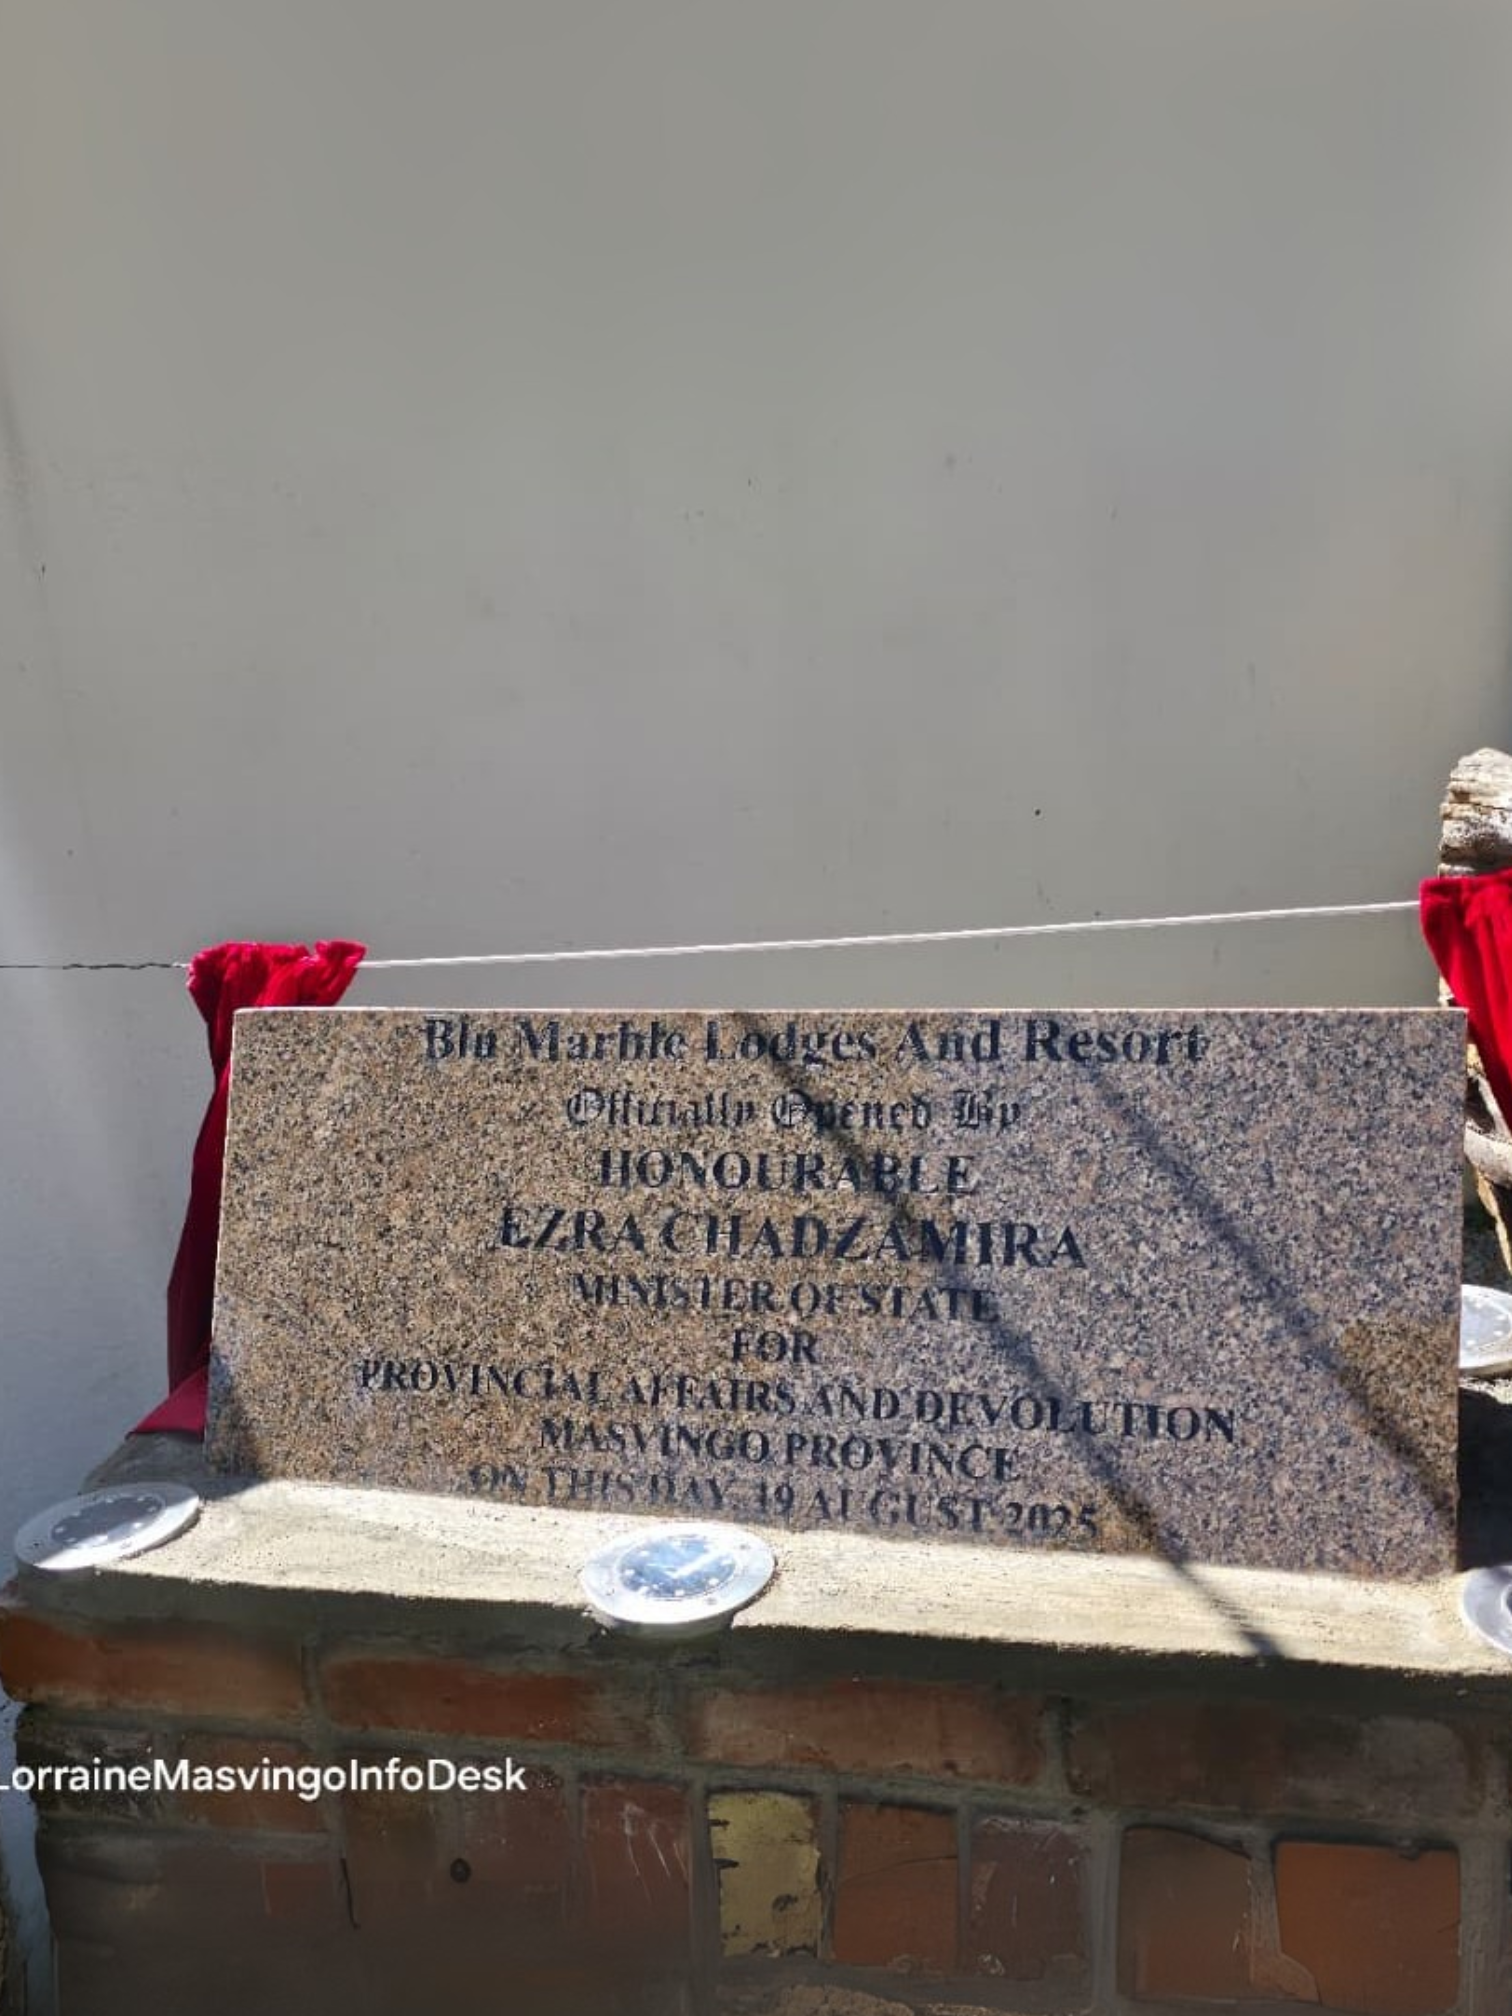 Blu Marble Lodges And Resort
Officially Opened By
HONOURABLE
EZRA CHADZAMIRA
MINISTER OF STATE
FOR
PROVINCIAL AFFAIRS AND DEVOLUTION
MASVINGO PROVINCE
ON THIS DAY, 19 AUGUST 2025
LorraineMasvingoInfoDesk